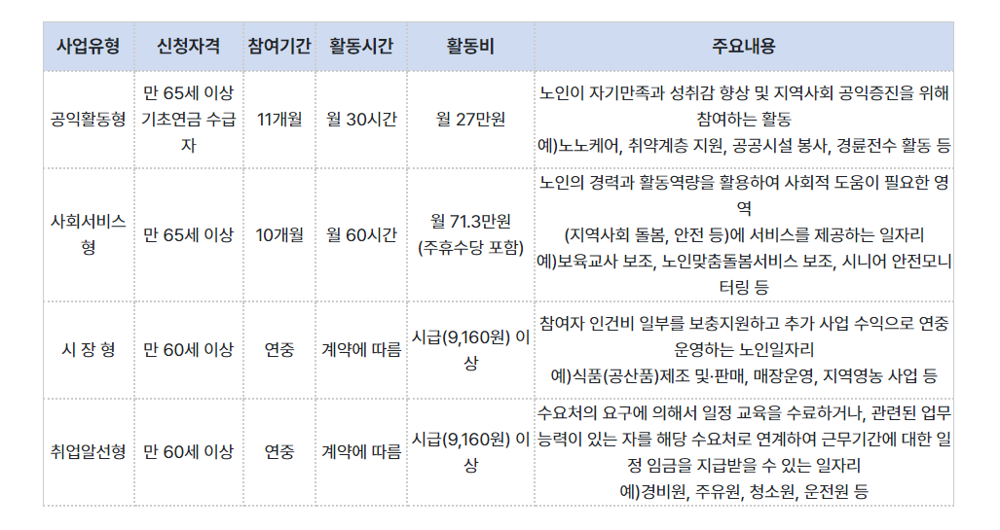 사업유형 신청자격 참여기간 활동시간 활동비 주요내용
공익활동형
만 65세 이상
기초연금 수급
자
11개월
월 30시간
월 27만원
노인이 자기만족과 성취감 향상 및 지역사회 공익증진을 위해
참여하는 활동
예)노노케어, 취약계층 지원, 공공시설 봉사, 경륜전수 활동 등
사회서비스
형
만 65세 이상
10개월
월 60시간
월 71.3만원
(주휴수당 포함)
노인의 경력과 활동역량을 활용하여 사회적 도움이 필요한 영
역
(지역사회 돌봄, 안전 등)에 서비스를 제공하는 일자리
예)보육교사 보조, 노인맞춤돌봄서비스 보조, 시니어 안전모니
터링 등
시 장 형
만 60세 이상
연중
계약에 따름
시급(9,160원) 이
상
참여자 인건비 일부를 보충지원하고 추가 사업 수익으로 연중
운영하는 노인일자리
예)식품(공산품)제조 및·판매, 매장운영, 지역영농 사업 등
취업알선형
만 60세 이상
연중
계약에 따름
시급(9,160원) 이
상
수요처의 요구에 의해서 일정 교육을 수료하거나, 관련된 업무
능력이 있는 자를 해당 수요처로 연계하여 근무기간에 대한 일
정 임금을 지급받을 수 있는 일자리
예)경비원, 주유원, 청소원, 운전원 등